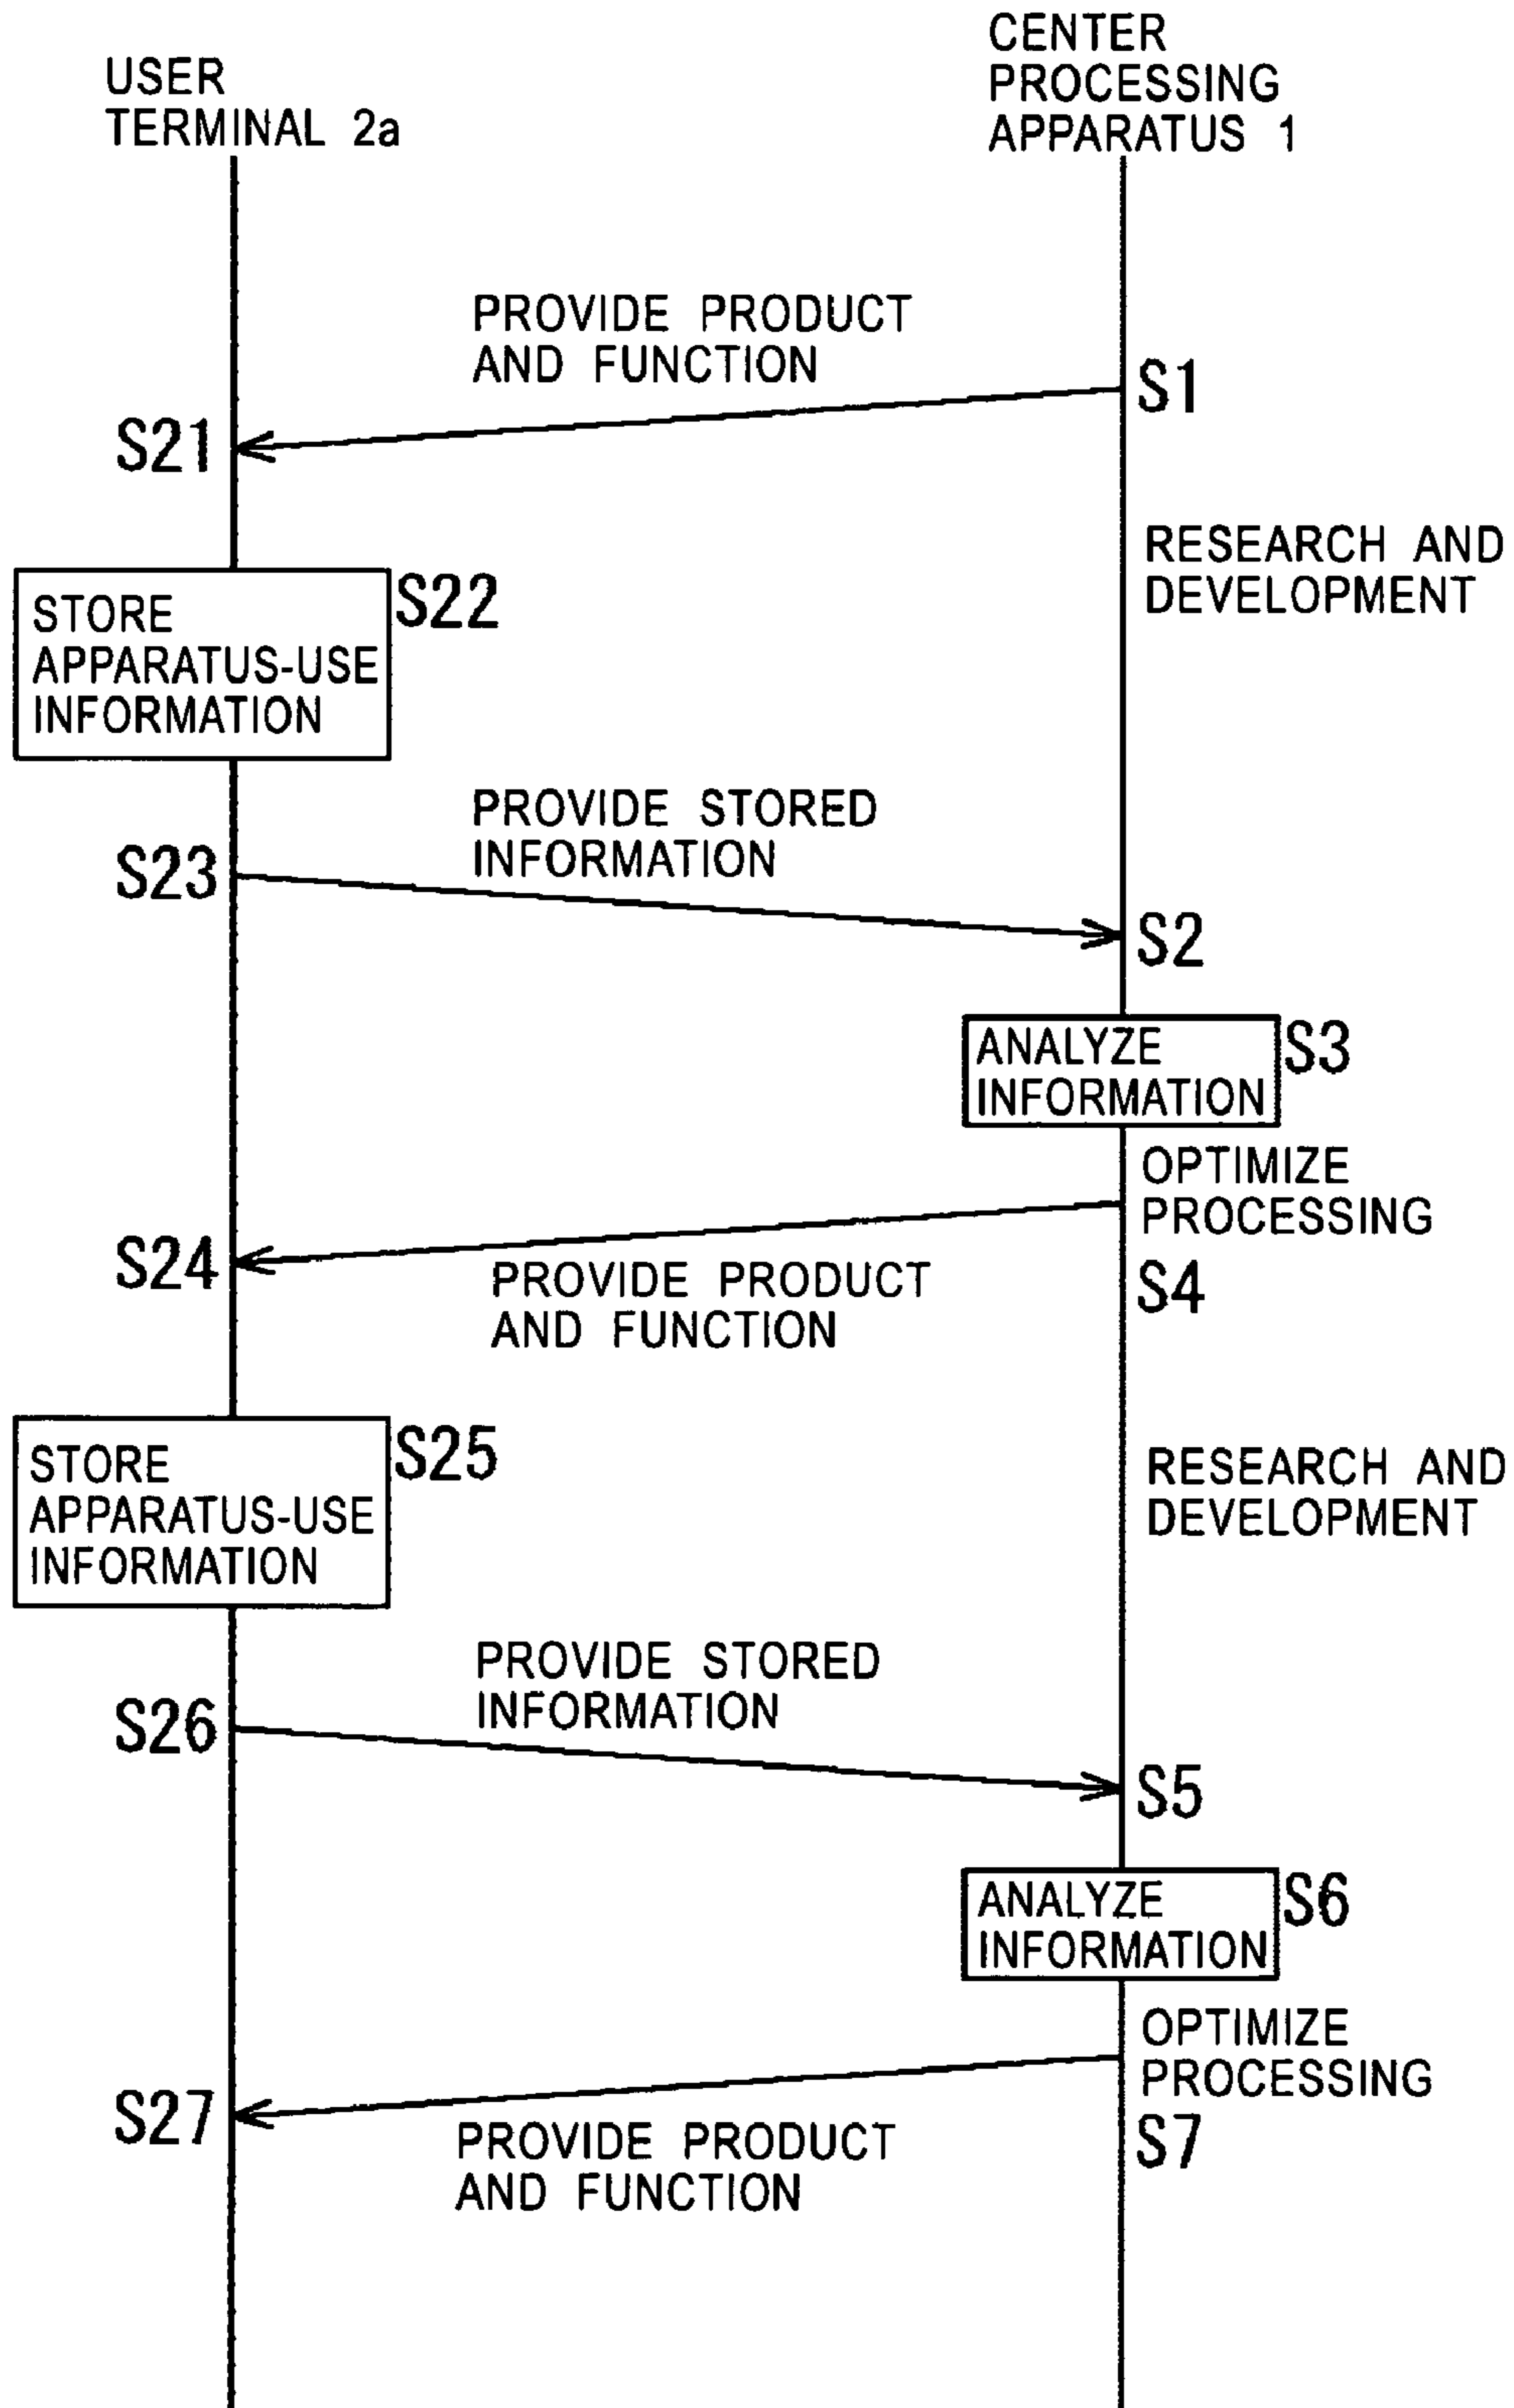 USER
TERMINAL 2a
CENTER
PROCESSING
APPARATUS 1
PROVIDE PRODUCT
AND FUNCTION
S1
S21
RESEARCH AND
DEVELOPMENT
S22
STORE
APPARATUS-USE
INFORMATION
PROVIDE STORED
INFORMATION
S23
S2
ANALYZE
INFORMATION
S3
OPTIMIZE
PROCESSING
S24
PROVIDE PRODUCT
AND FUNCTION
S4
S25
STORE
APPARATUS-USE
INFORMATION
RESEARCH AND
DEVELOPMENT
PROVIDE STORED
INFORMATION
S26
S5
ANALYZE
INFORMATION
S6
OPTIMIZE
PROCESSING
S27
PROVIDE PRODUCT
AND FUNCTION
S7